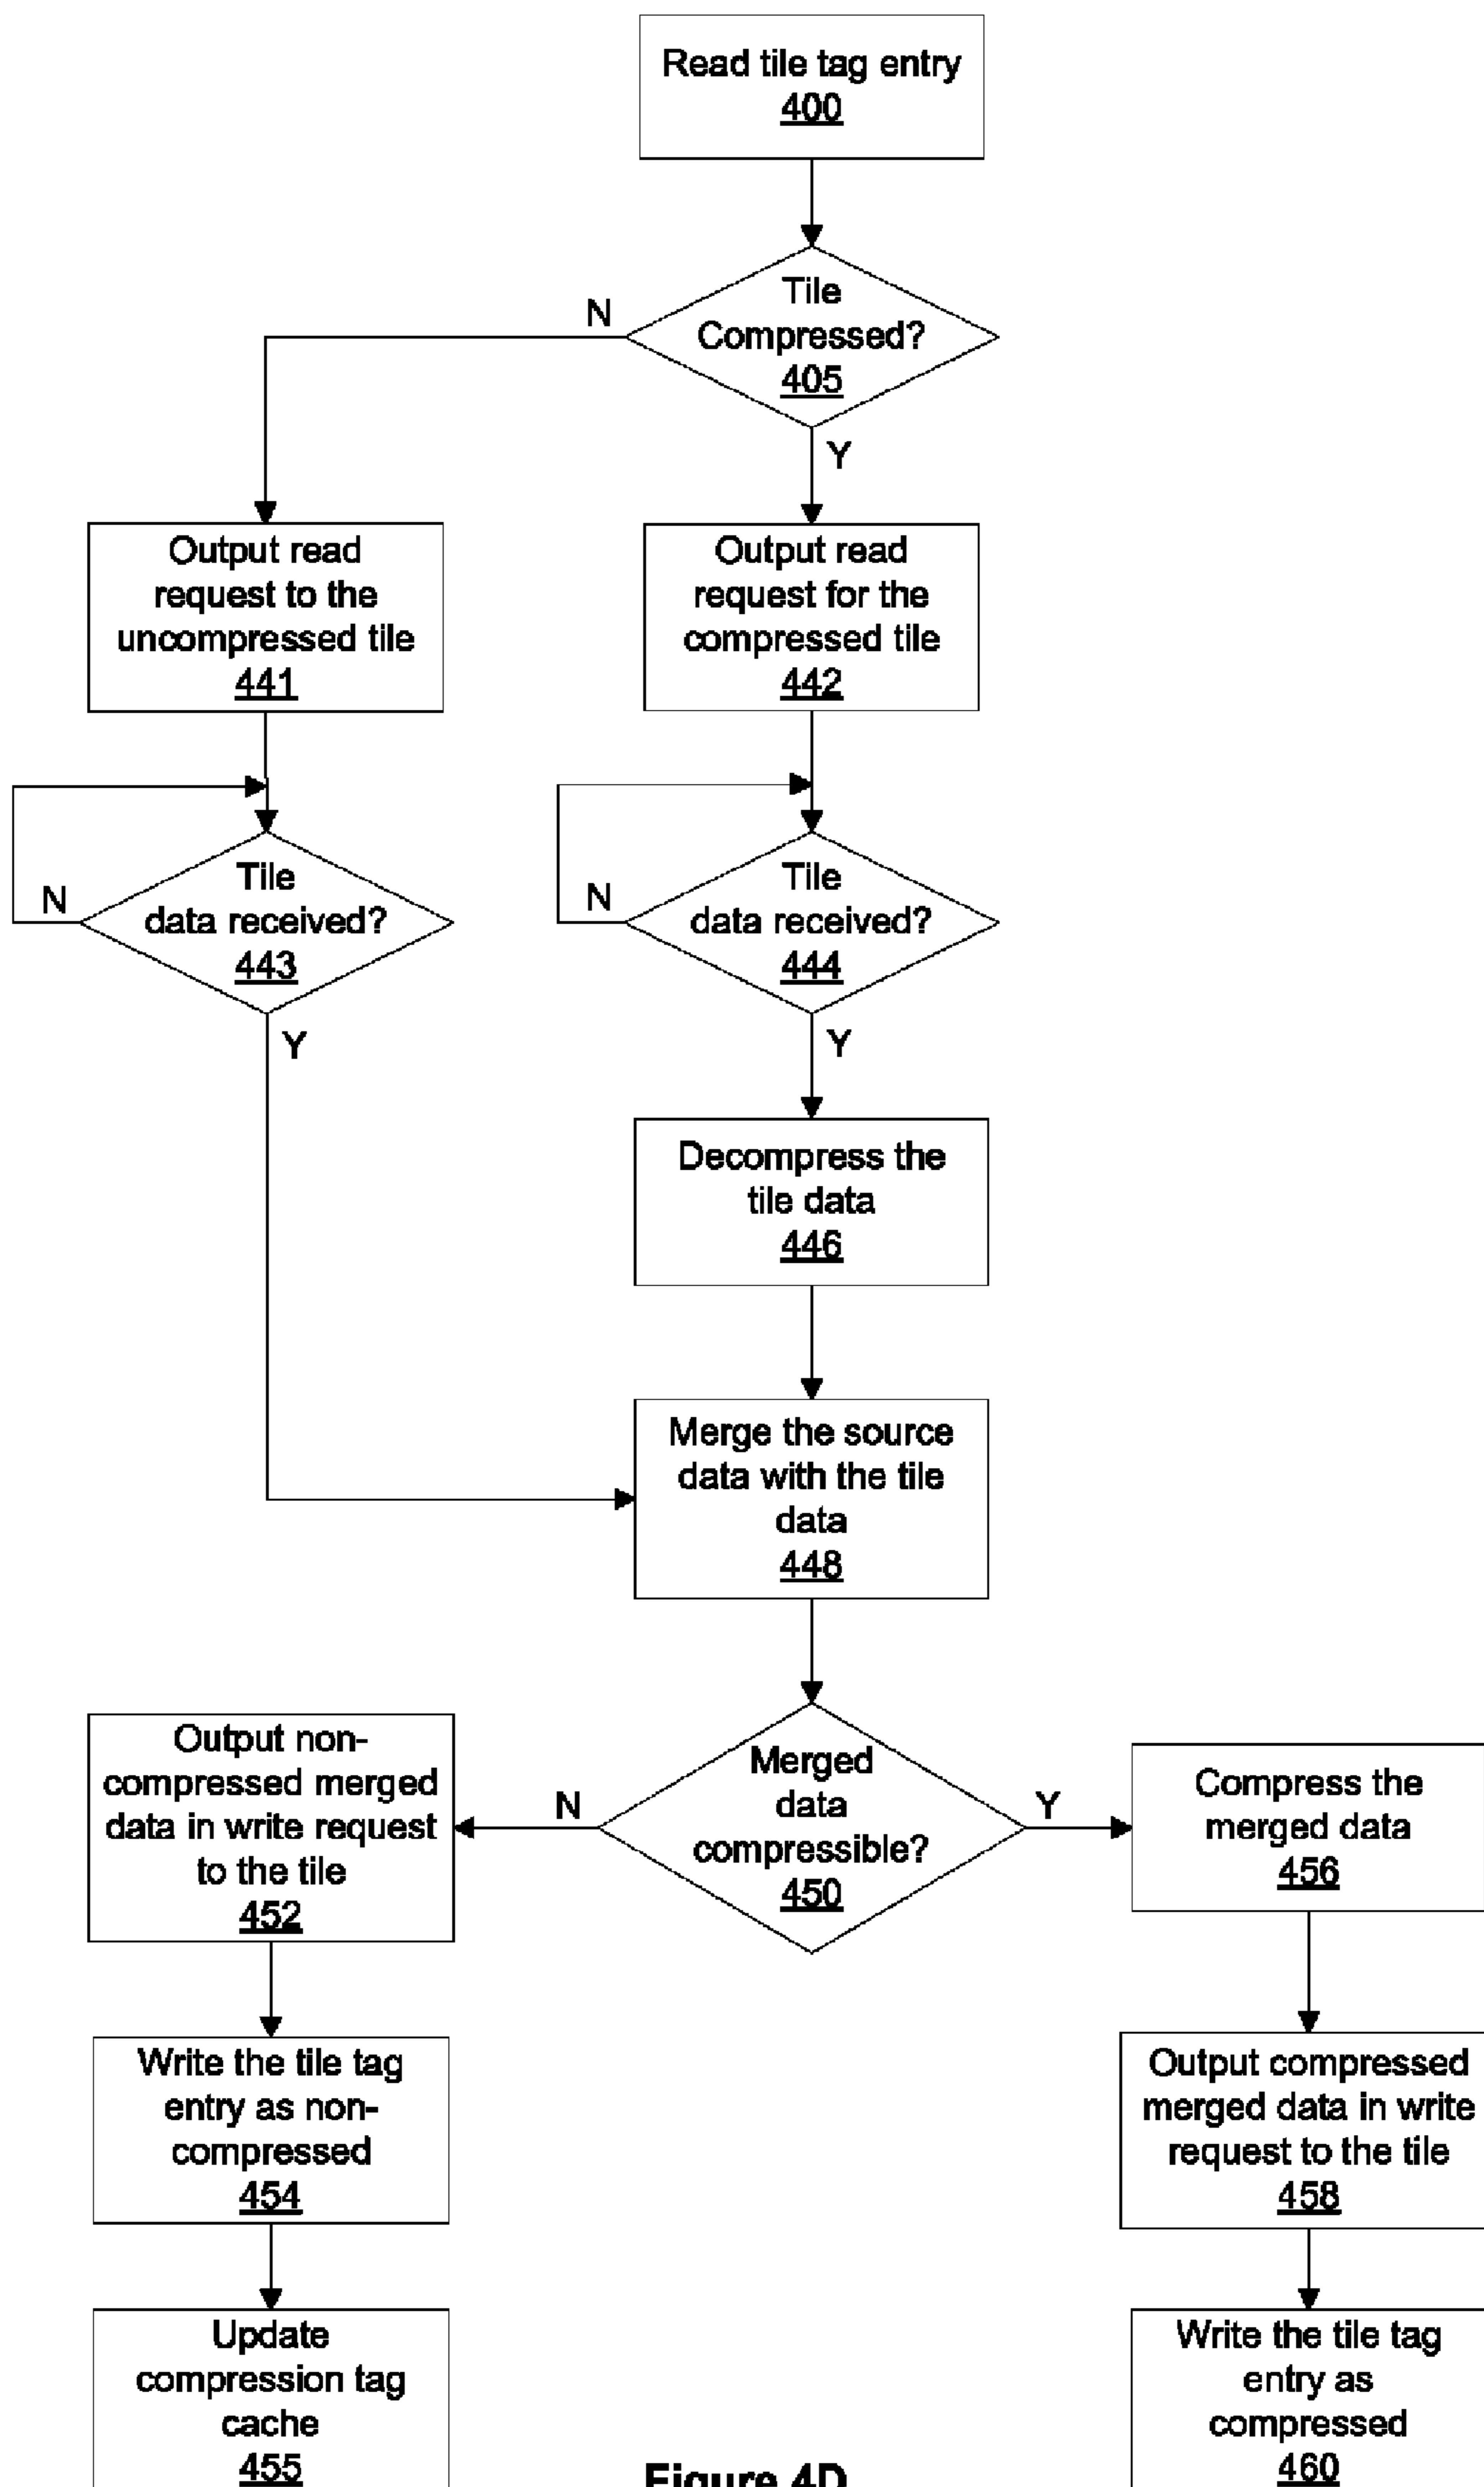 Read tile tag entry
400
Tile
Compressed?
405
N
Y
Output read
request to the
uncompressed tile
441
Output read
request for the
compressed tile
442
Tile
data received?
443
N
Y
Tile
data received?
444
N
Y
Decompress the
tile data
446
Merge the source
data with the tile
data
448
Merged
data
compressible?
450
N
Y
Output non-
compressed merged
data in write request
to the tile
452
Compress the
merged data
456
Write the tile tag
entry as non-
compressed
454
Output compressed
merged data in write
request to the tile
458
Update
compression tag
cache
455
Write the tile tag
entry as
compressed
460
Figure 4D